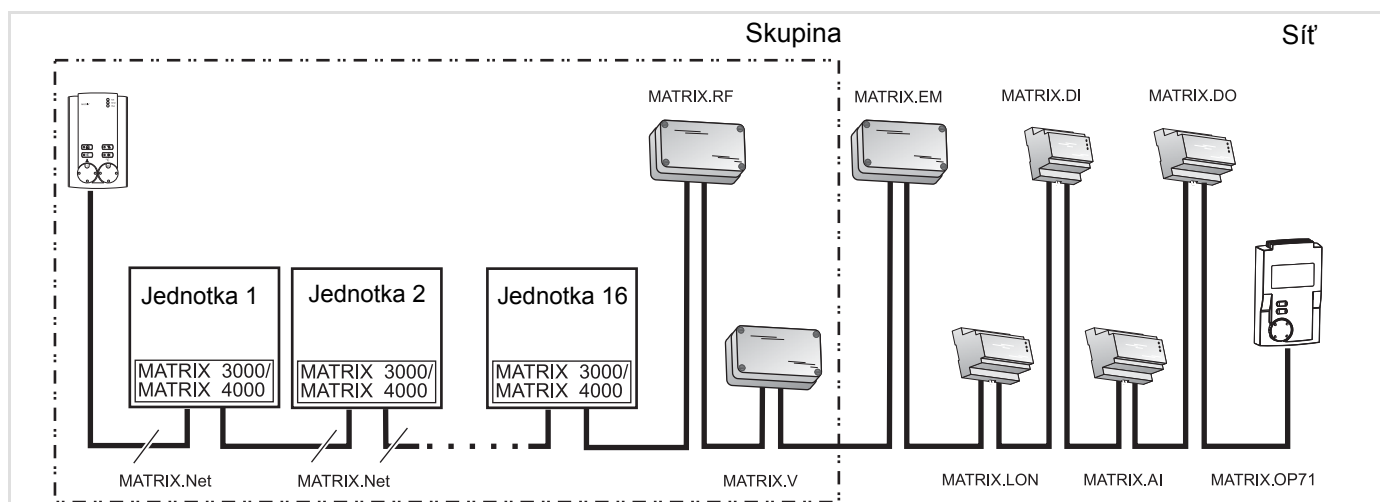 Skupina
Síť
MATRIX.RF
MATRIX.EM
MATRIX.DI
MATRIX.DO
Jednotka 1
Jednotka 2
Jednotka 16
MATRIX 3000/
MATRIX 4000
MATRIX 3000/
MATRIX 4000
MATRIX 3000/
MATRIX 4000
MATRIX.Net
MATRIX.Net
MATRIX.V
MATRIX.LON
MATRIX.AI
MATRIX.OP71